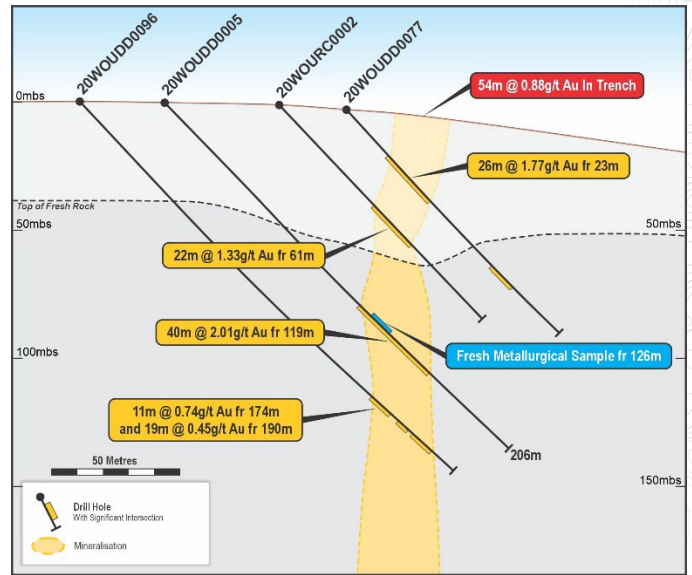 20WOUDD0096
20WOUDD0005
20WOURC0002
20WOUDD0077
54m @ 0.88g/t Au In Trench
0mbs
26m @ 1.77g/t Au fr 23m
Top of Fresh Rock
50mbs
50mbs
22m @ 1.33g/t Au fr 61m
40m @ 2.01g/t Au fr 119m
Fresh Metallurgical Sample fr 126m
100mbs
11m @ 0.74g/t Au fr 174m
and 19m @ 0.45g/t Au fr 190m
206m
50 Metres
150mbs
Drill Hole
With Significant Intersection
Mineralisation